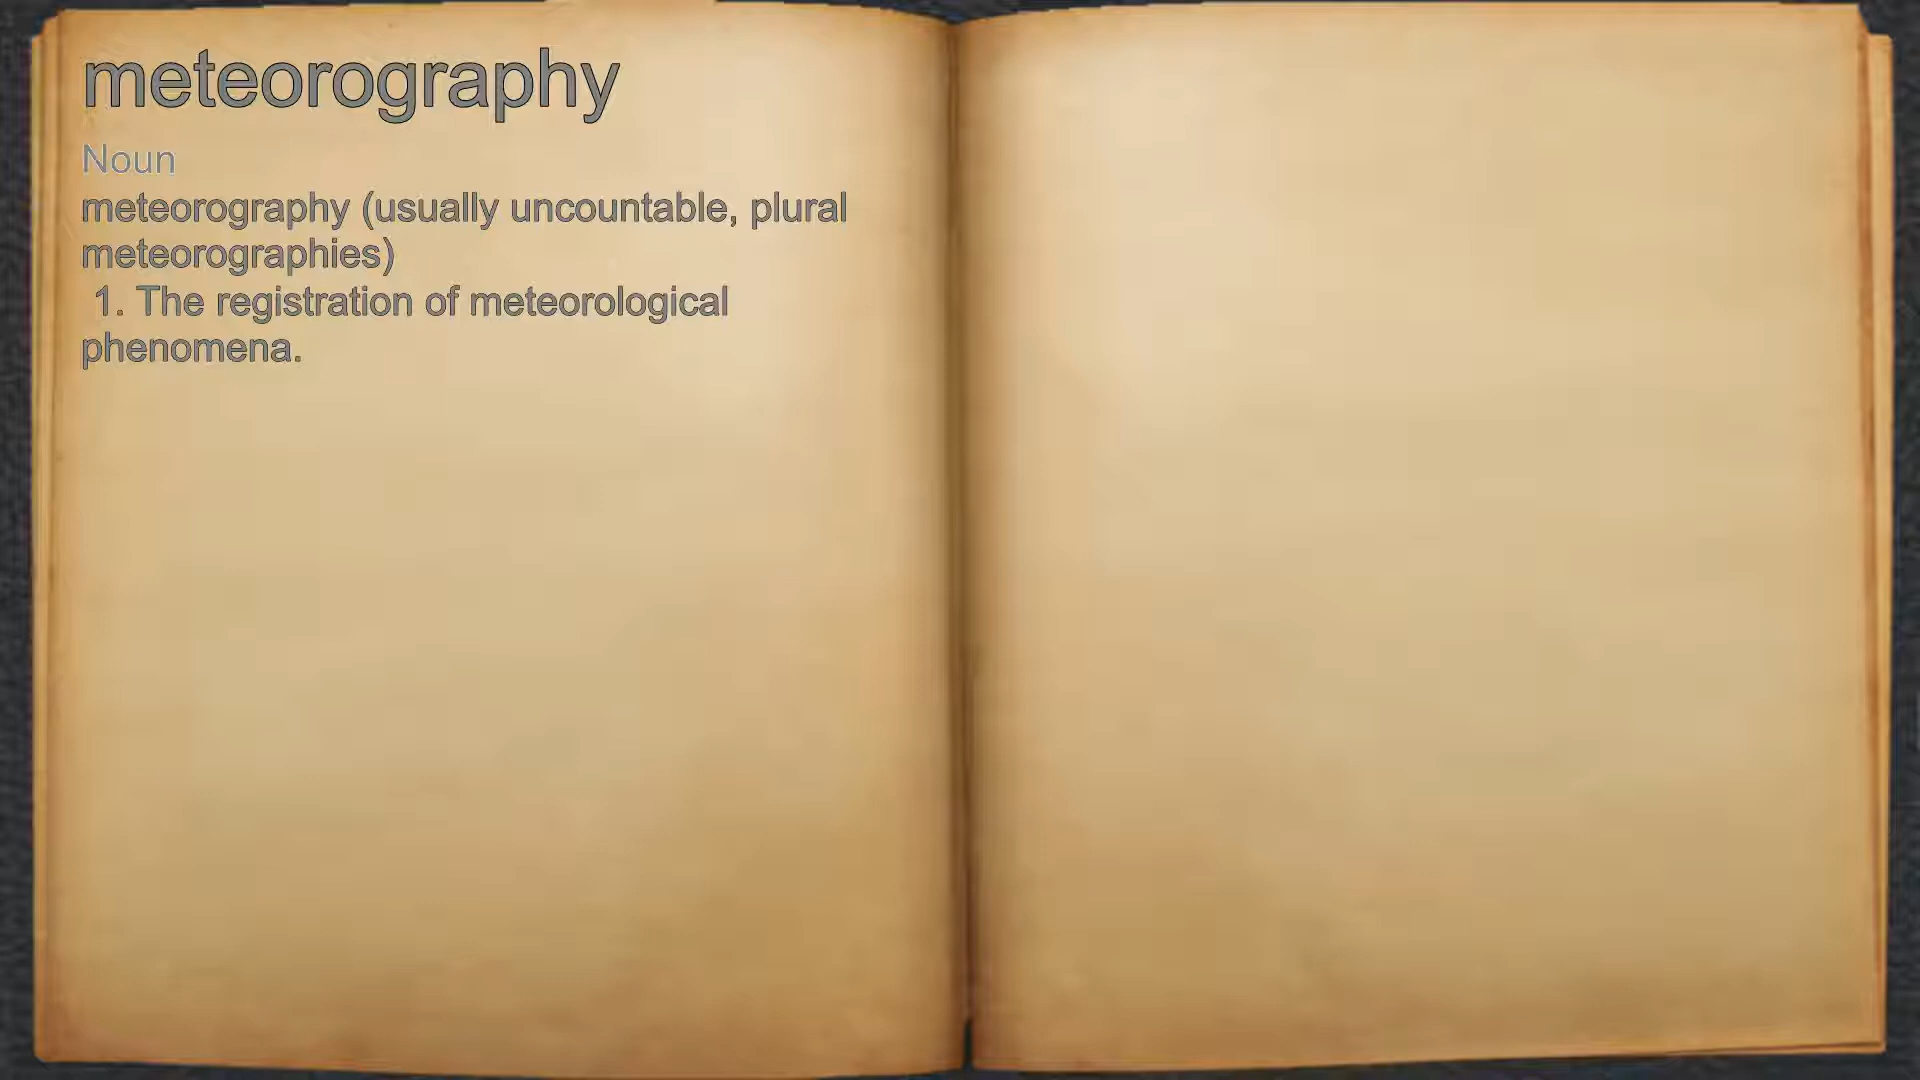 meteorography
Noun
meteorography (usually uncountable, plural
meteorographies)
1. The registration of meteorological
phenomena.